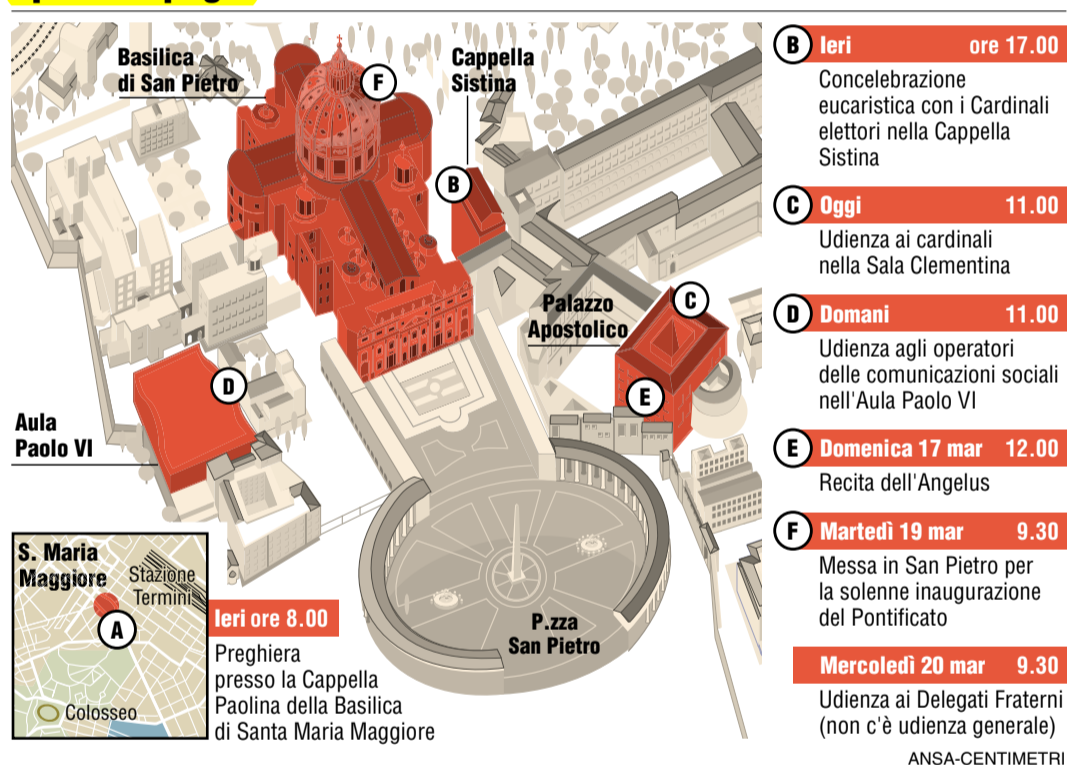 Basilica
di San Pietro
F
Cappella
Sistina
B
Palazzo
Apostolico
C
E
D
Aula
Paolo VI
P.zza
San Pietro
S. Maria
Maggiore
Stazione
Termini
A
Colosseo
Ieri ore 8.00
Preghiera
presso la Cappella
Paolina della Basilica
di Santa Maria Maggiore
B Ieri ore 17.00
Concelebrazione
eucaristica con i Cardinali
elettori nella Cappella
Sistina
C Oggi 11.00
Udienza ai cardinali
nella Sala Clementina
D Domani 11.00
Udienza agli operatori
delle comunicazioni sociali
nell'Aula Paolo VI
E Domenica 17 mar 12.00
Recita dell'Angelus
F Martedì 19 mar 9.30
Messa in San Pietro per
la solenne inaugurazione
del Pontificato
Mercoledì 20 mar 9.30
Udienza ai Delegati Fraterni
(non c'è udienza generale)
ANSA-CENTIMETRI